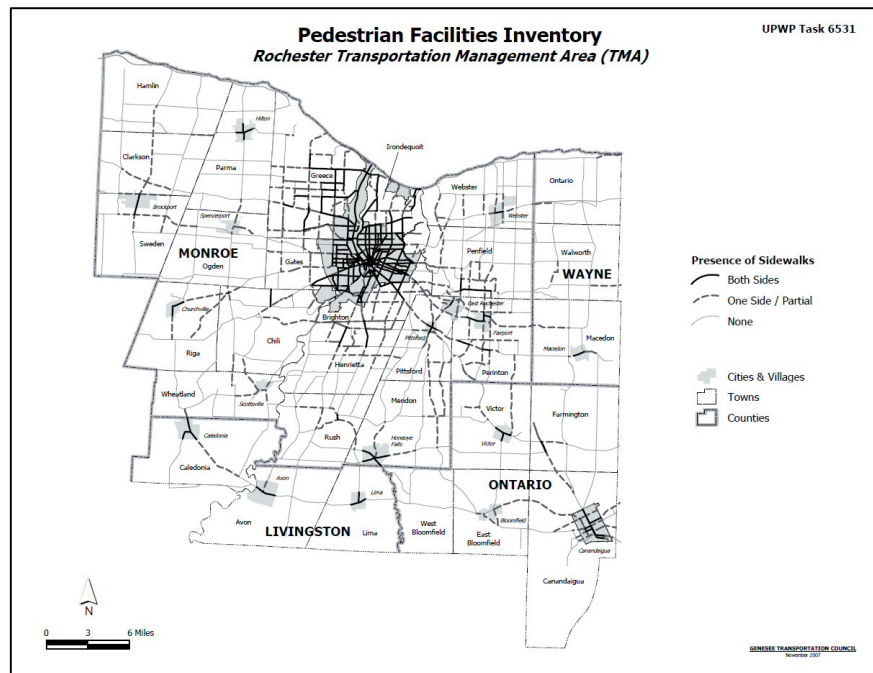 Pedestrian Facilities Inventory
Rochester Transportation Management Area (TMA)
UPWP Task 6531
Hamlin
Hilton
Irondequoit
Clarkson
Parma
Greece
Webster
Ontario
Brockport
Spencerport
Webster
Sweden
MONROE
Ogden
Gates
Penfield
Walworth
WAYNE
Presence of Sidewalks
Both Sides
One Side / Partial
None
Churchville
East Rochester
Brighton
Pittsford
Fairport
Macedon
Macedon
Riga
Chili
Henrietta
Pittsford
Perinton
Cities & Villages
Towns
Counties
Wheatland
Scottsville
Mendon
Victor
Farmington
Caledonia
Rush
Honeoye
Falls
Victor
Caledonia
Avon
Lima
ONTARIO
Bloomfield
Avon
LIVINGSTON
Lima
West
Bloomfield
East
Bloomfield
Canandaigua
Canandaigua
N
0 3 6 Miles
GENESEE TRANSPORTATION COUNCIL
November 2007